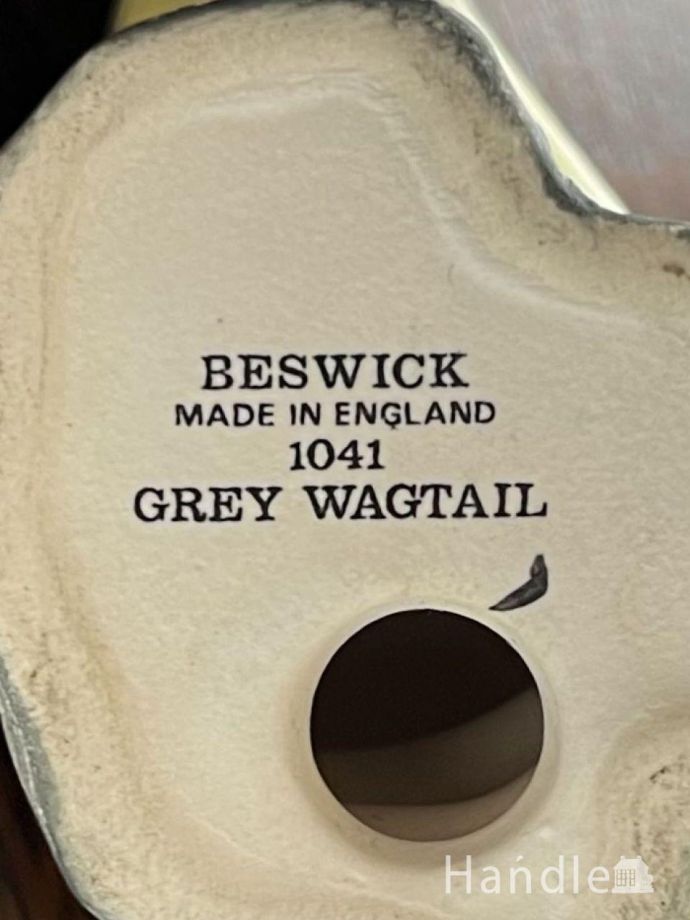 BESWICK
MADE IN ENGLAND
1041
GREY WAGTAIL
Handle